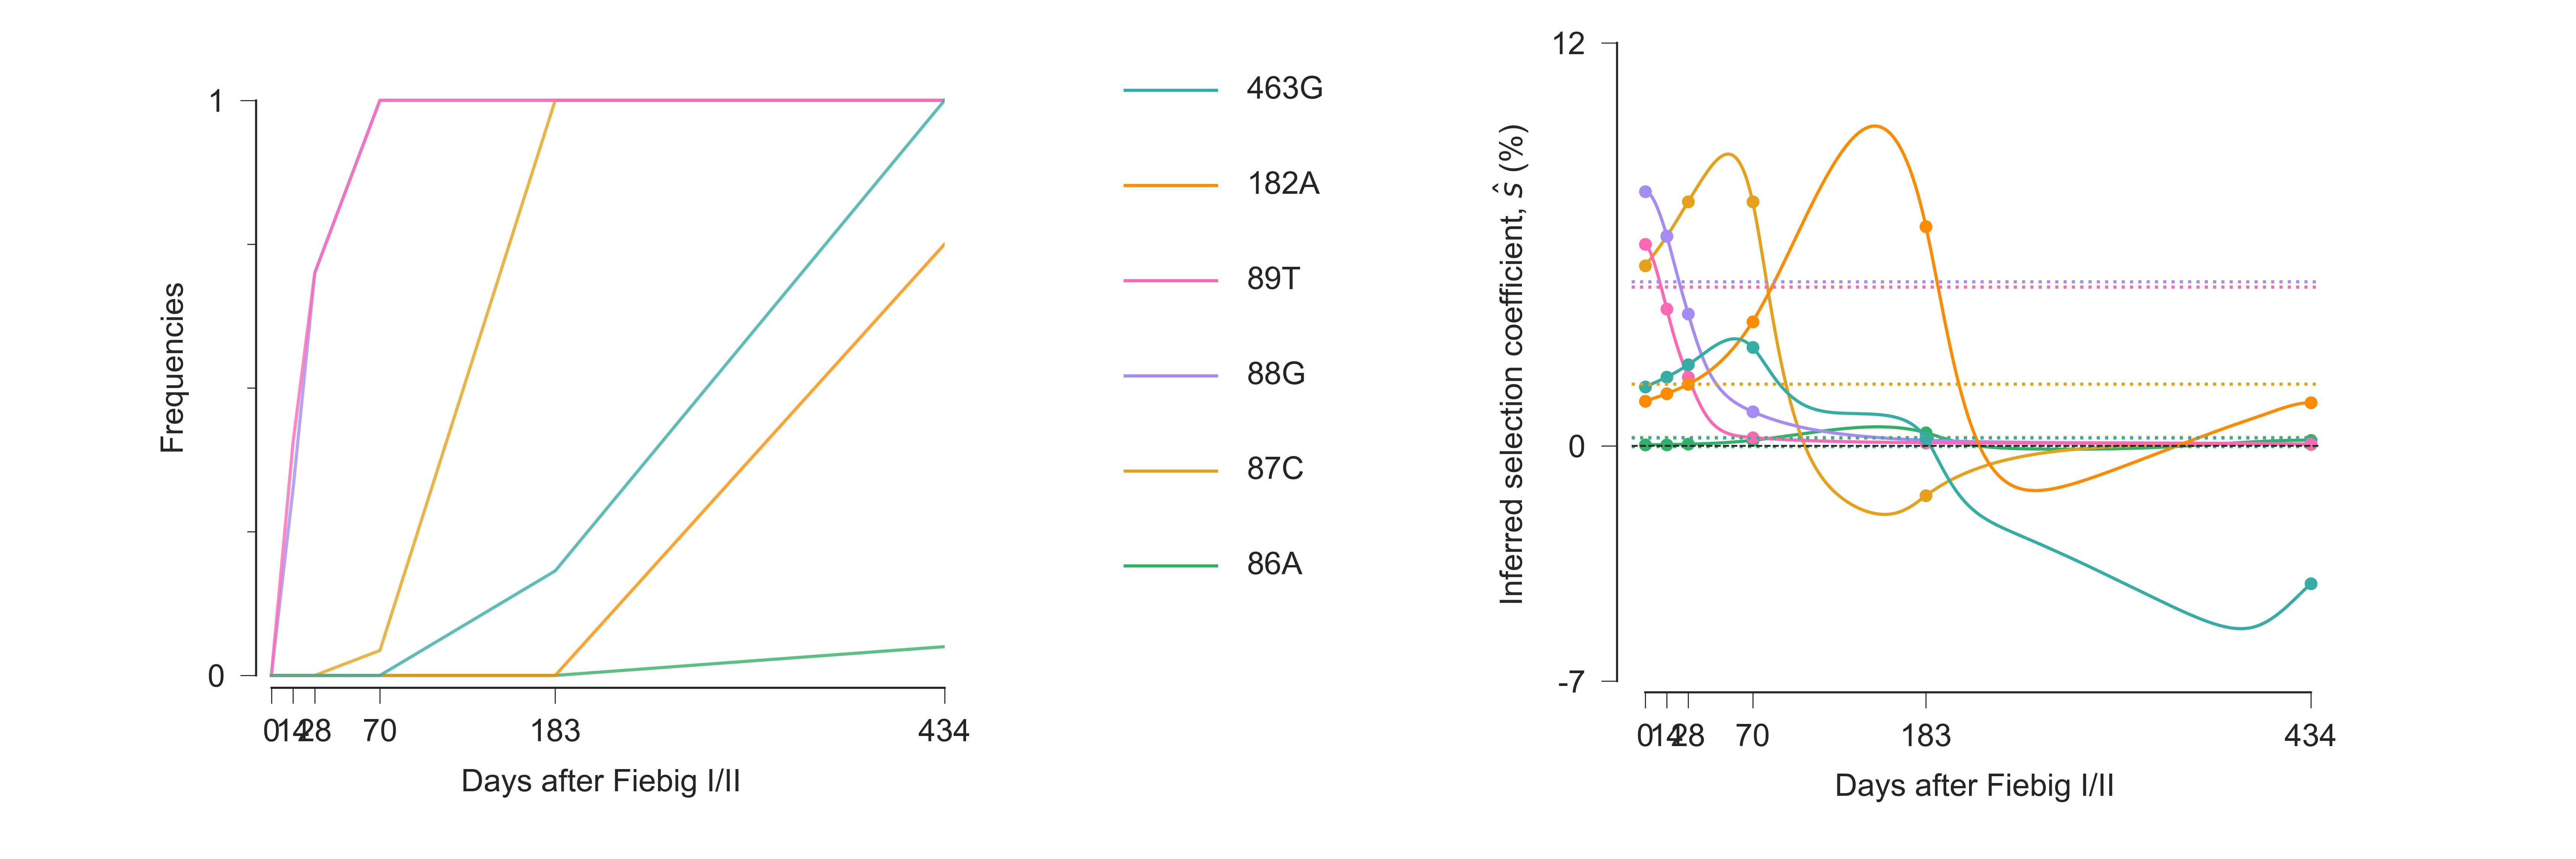 1
0
Frequencies
0 14 28 70 183 434
Days after Fiebig I/II
463G
182A
89T
88G
87C
86A
12
0
-7
Inferred selection coefficient, ŝ (%)
0 14 28 70 183 434
Days after Fiebig I/II